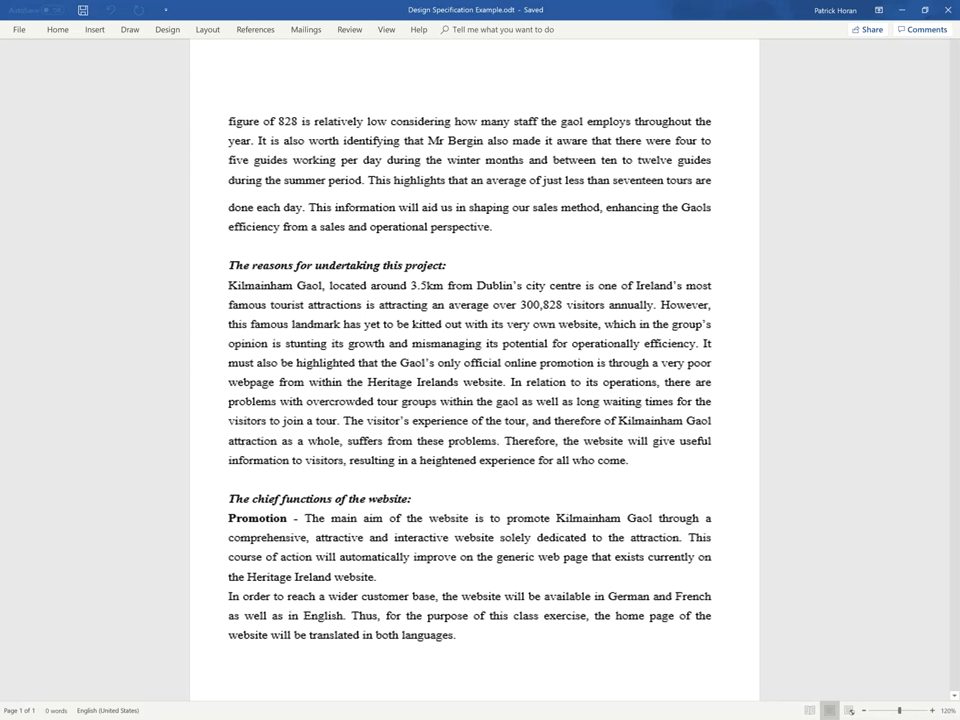 AutoSave Off
Design Specification Example.odt - Saved
Patrick Horan
File Home Insert Draw Design Layout References Mailings Review View Help Tell me what you want to do Share Comments
figure of 828 is relatively low considering how many staff the gaol employs throughout the
year. It is also worth identifying that Mr Bergin also made it aware that there were four to
five guides working per day during the winter months and between ten to twelve guides
during the summer period. This highlights that an average of just less than seventeen tours are
done each day. This information will aid us in shaping our sales method, enhancing the Gaols
efficiency from a sales and operational perspective.
The reasons for undertaking this project:
Kilmainham Gaol, located around 3.5km from Dublin's city centre is one of Ireland's most
famous tourist attractions is attracting an average over 300,828 visitors annually. However,
this famous landmark has yet to be kitted out with its very own website, which in the group's
opinion is stunting its growth and mismanaging its potential for operationally efficiency. It
must also be highlighted that the Gaol's only official online promotion is through a very poor
webpage from within the Heritage Irelands website. In relation to its operations, there are
problems with overcrowded tour groups within the gaol as well as long waiting times for the
visitors to join a tour. The visitor's experience of the tour, and therefore of Kilmainham Gaol
attraction as a whole, suffers from these problems. Therefore, the website will give useful
information to visitors, resulting in a heightened experience for all who come.
The chief functions of the website:
Promotion - The main aim of the website is to promote Kilmainham Gaol through a
comprehensive, attractive and interactive website solely dedicated to the attraction. This
course of action will automatically improve on the generic web page that exists currently on
the Heritage Ireland website.
In order to reach a wider customer base, the website will be available in German and French
as well as in English. Thus, for the purpose of this class exercise, the home page of the
website will be translated in both languages.
Page 1 of 1 0 words English (United States) 120%